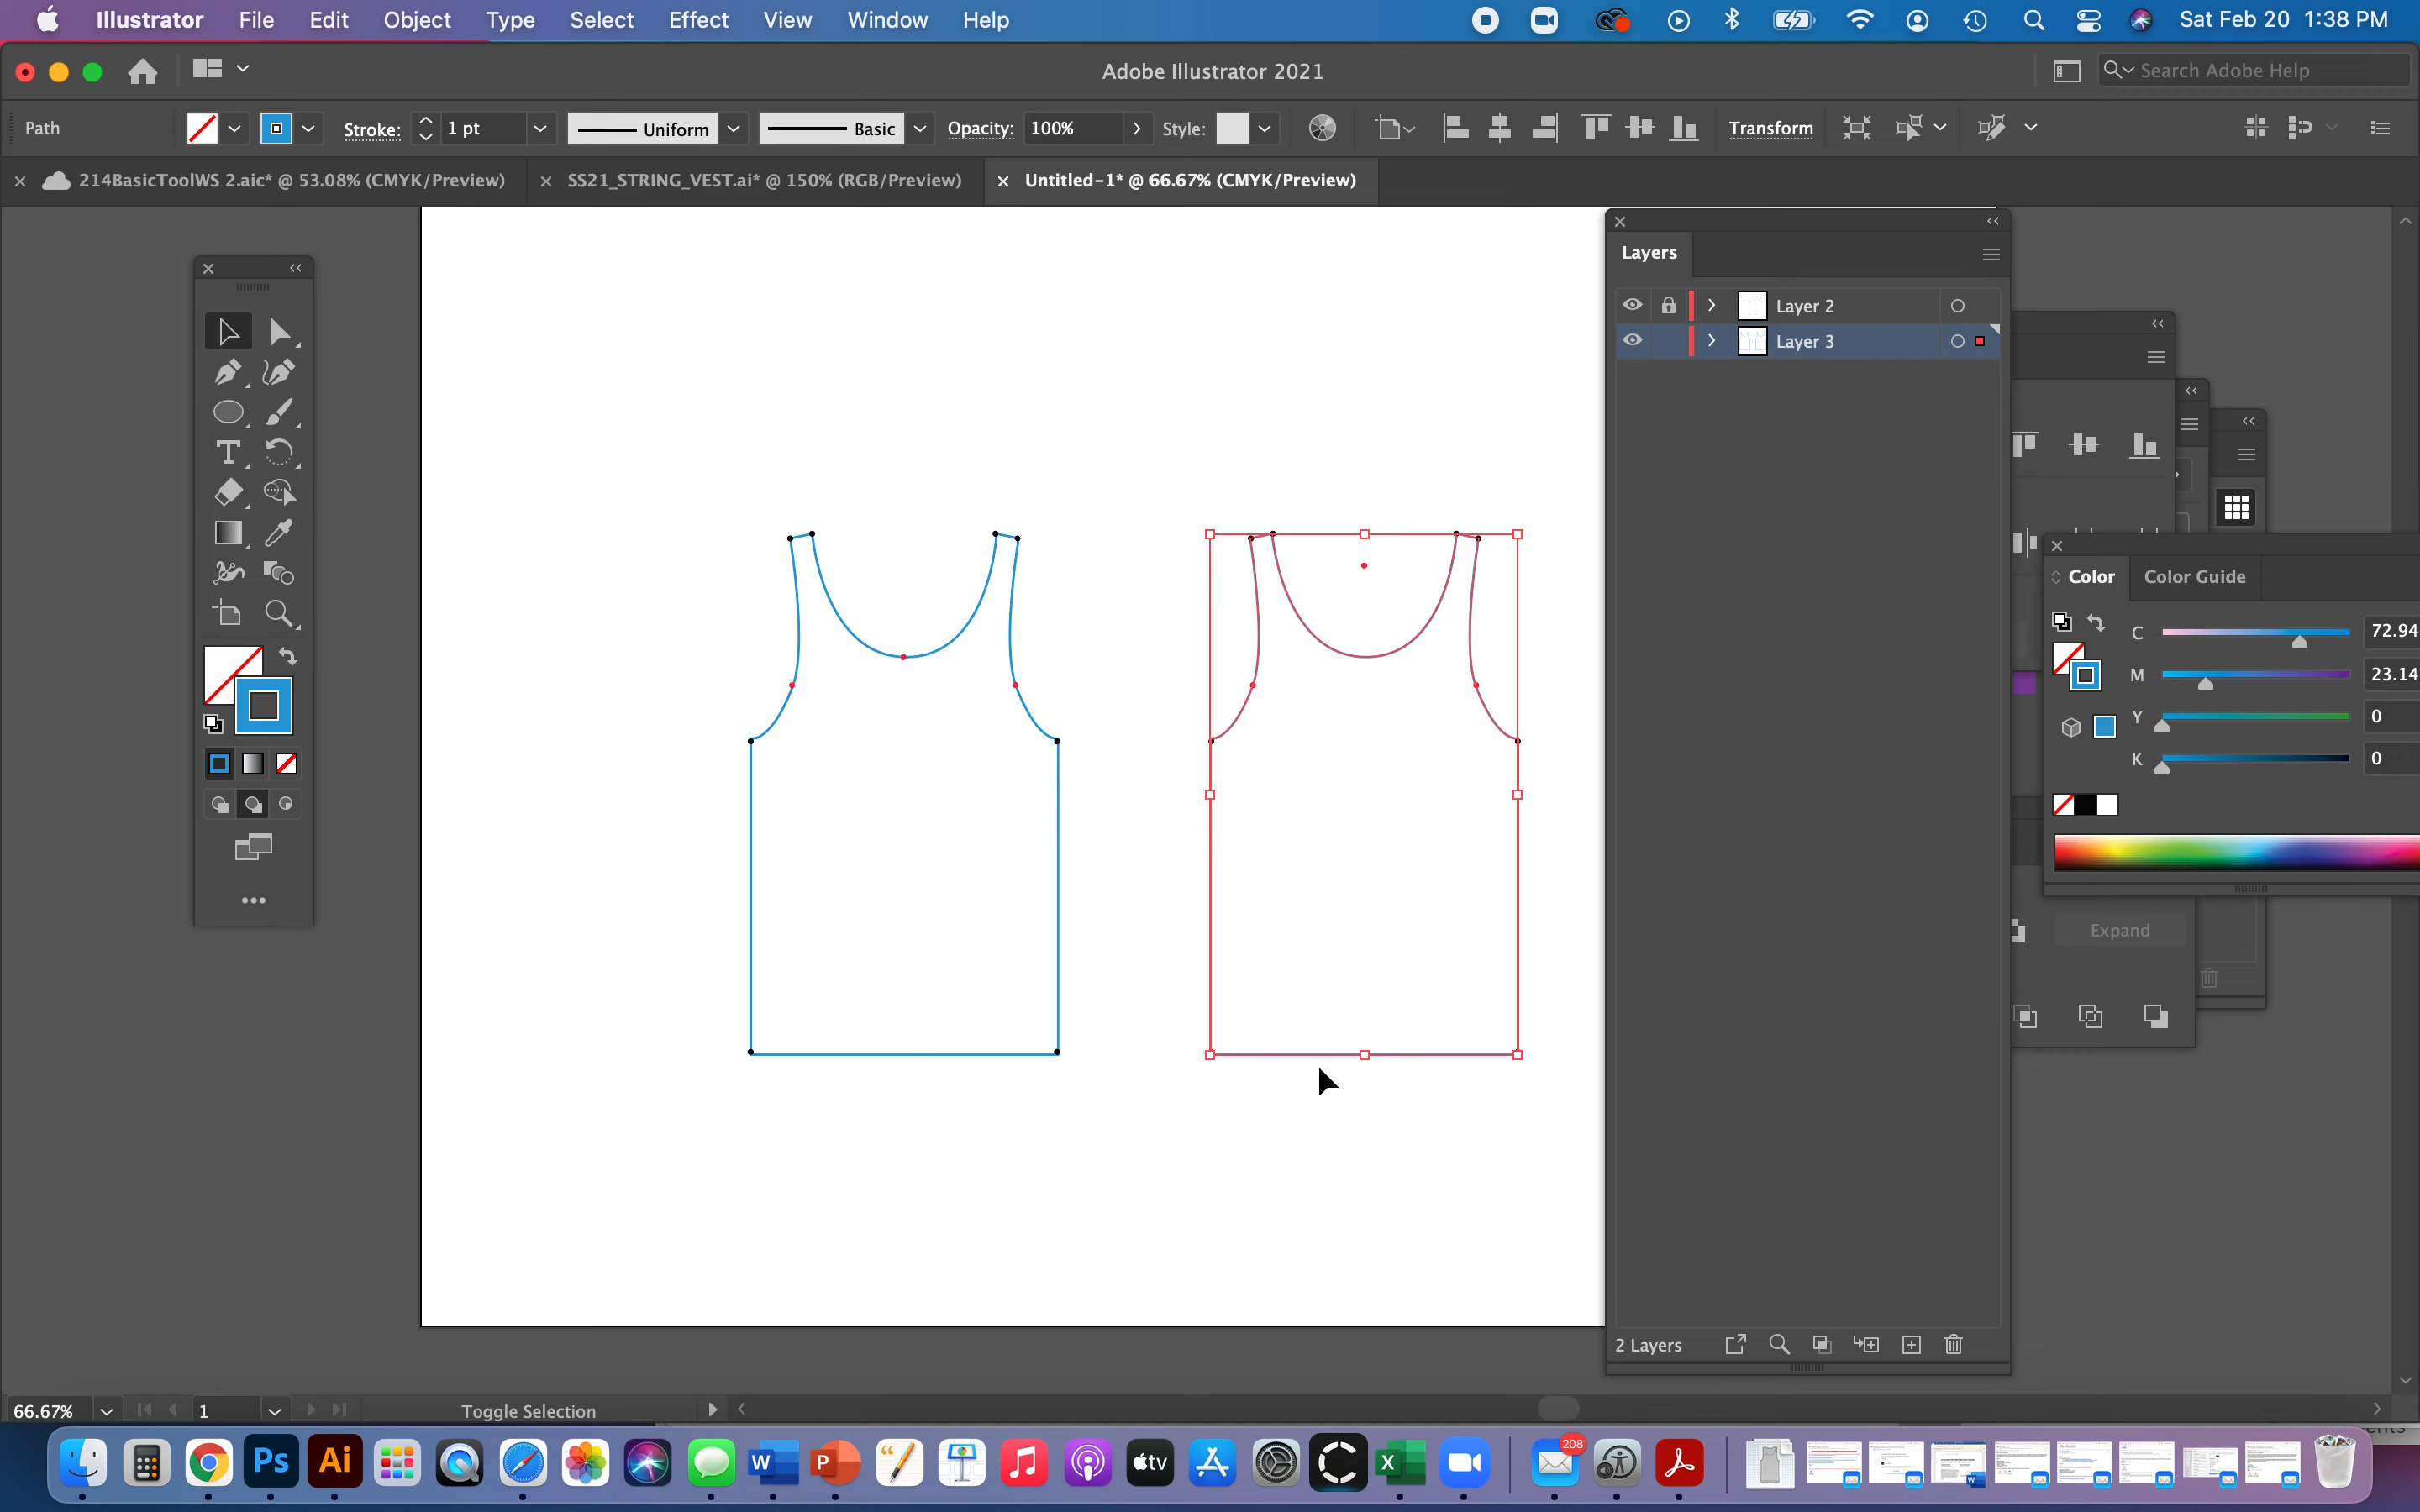 Illustrator File Edit Object Type Select Effect View Window Help Sat Feb 20 1:38 PM
Adobe Illustrator 2021 Search Adobe Help
Path Stroke: 1 pt Uniform Basic Opacity: 100% Style: Transform
214BasicToolWS 2.aic* @ 53.08% (CMYK/Preview) SS21_STRING_VEST.ai* @ 150% (RGB/Preview) Untitled-1* @ 66.67% (CMYK/Preview)
Layers
Layer 2
Layer 3
Color Color Guide
C 72.94
M 23.14
Y 0
K 0
Expand
2 Layers
66.67% 1 Toggle Selection
Ps Ai W P tv X 208